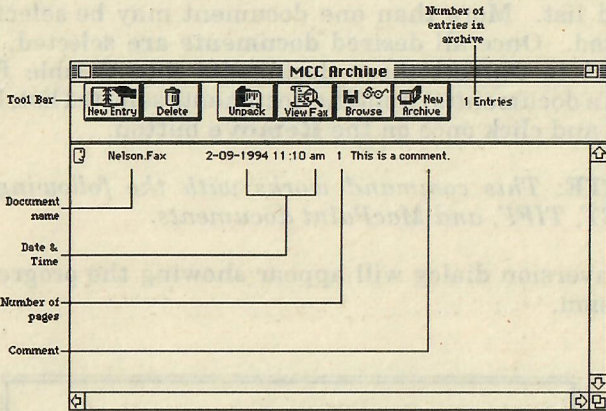 Number of
entries in
archive
MCC Archive
Tool Bar
New Entry
Delete
Unpack
View Fax
Browse
New
Archive
1 Entries
Nelson.Fax 2-09-1994 11:10 am 1 This is a comment.
Document
name
Date &
Time
Number of
pages
Comment